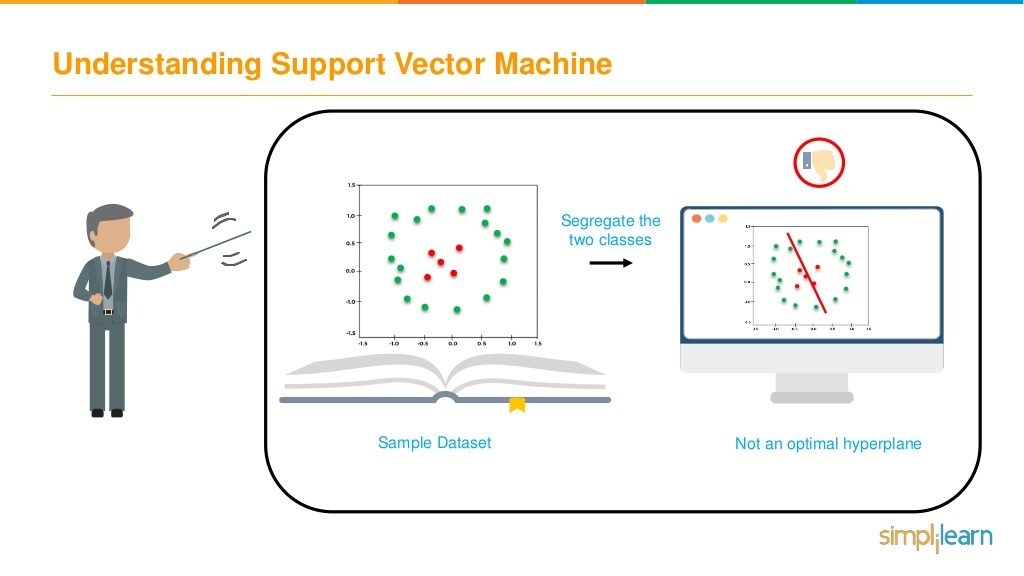 Understanding Support Vector Machine
1.5
1.0
0.5
0.0
-1.0
-1.5
-1.5 -1.0 -0.5 0.0 0.5 1.0 1.5
Segregate the
two classes
Sample Dataset
Not an optimal hyperplane
simplilearn